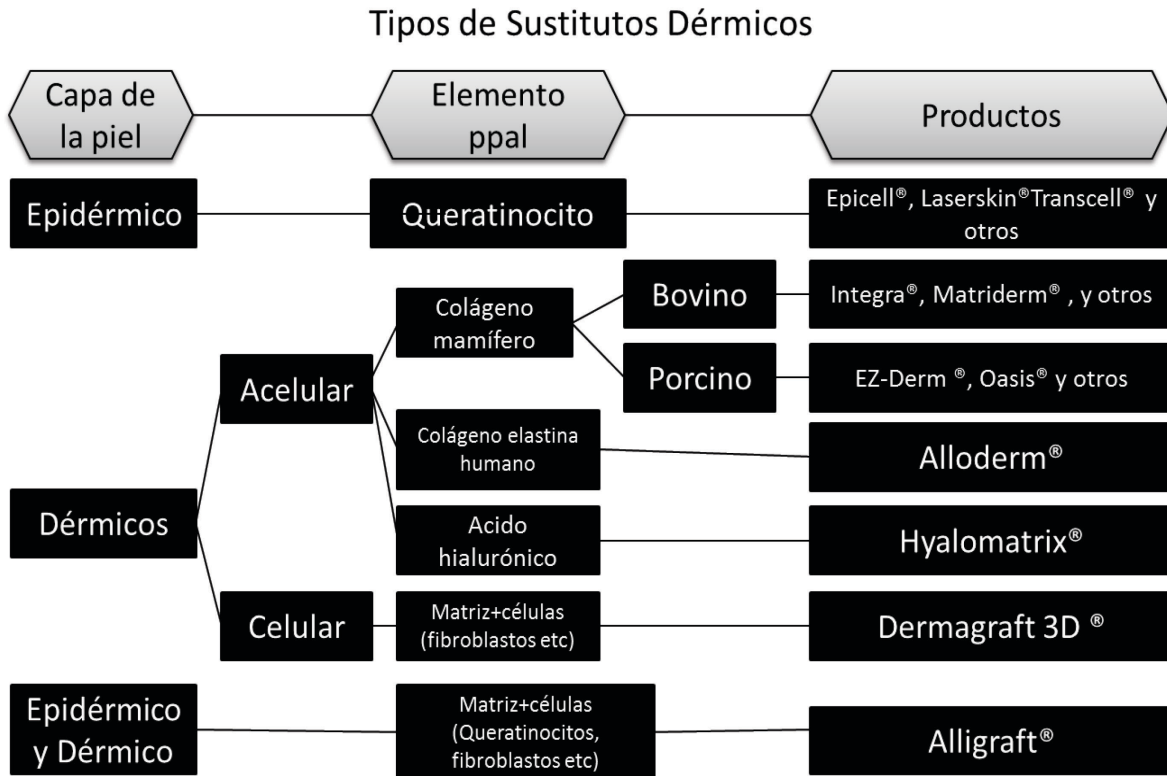 Tipos de Sustitutos Dérmicos
Capa de
la piel
Elemento
ppal
Productos
Epidérmico
Queratinocito
Epicell®, Laserskin®Transcell® y
otros
Dérmicos
Acelular
Colágeno
mamífero
Bovino
Integra®, Matriderm® , y otros
Porcino
EZ-Derm ®, Oasis® y otros
Colágeno elastina
humano
Alloderm®
Acido
hialurónico
Hyalomatrix®
Celular
Matriz+células
(fibroblastos etc)
Dermagraft 3D ®
Epidérmico
y Dérmico
Matriz+células
(Queratinocitos,
fibroblastos etc)
Alligraft®